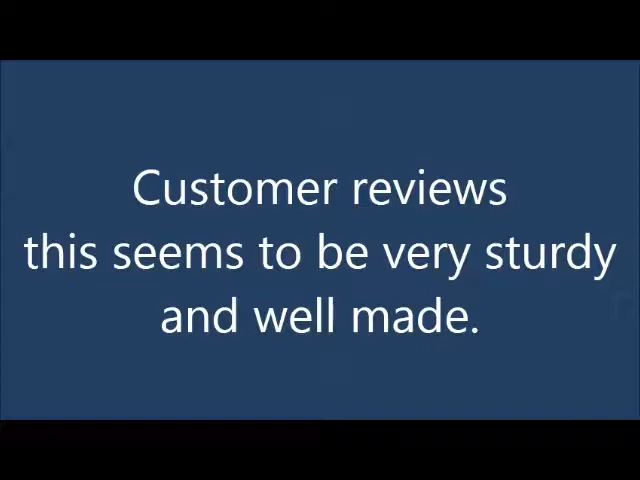 Customer reviews
this seems to be very sturdy
and well made.